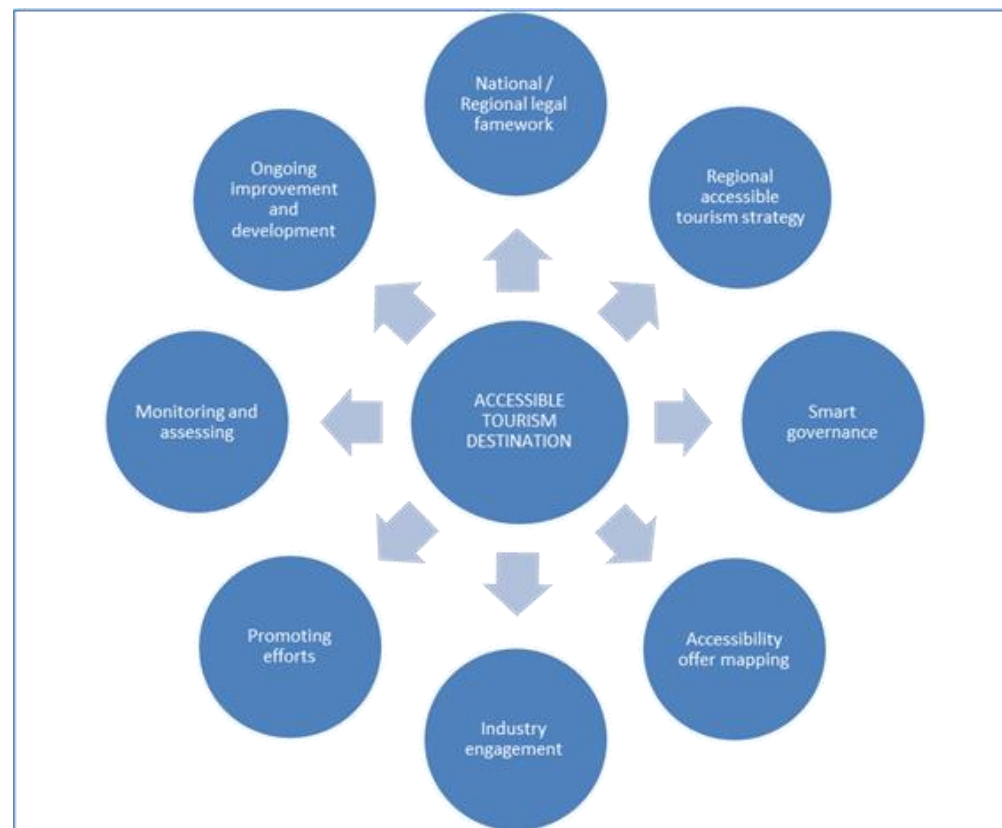 National /
Regional legal
famework
Regional
accessible
tourism strategy
Smart
governance
Accessibility
offer mapping
Industry
engagement
Promoting
efforts
Monitoring and
assessing
Ongoing
improvement
and
development
ACCESSIBLE
TOURISM
DESTINATION